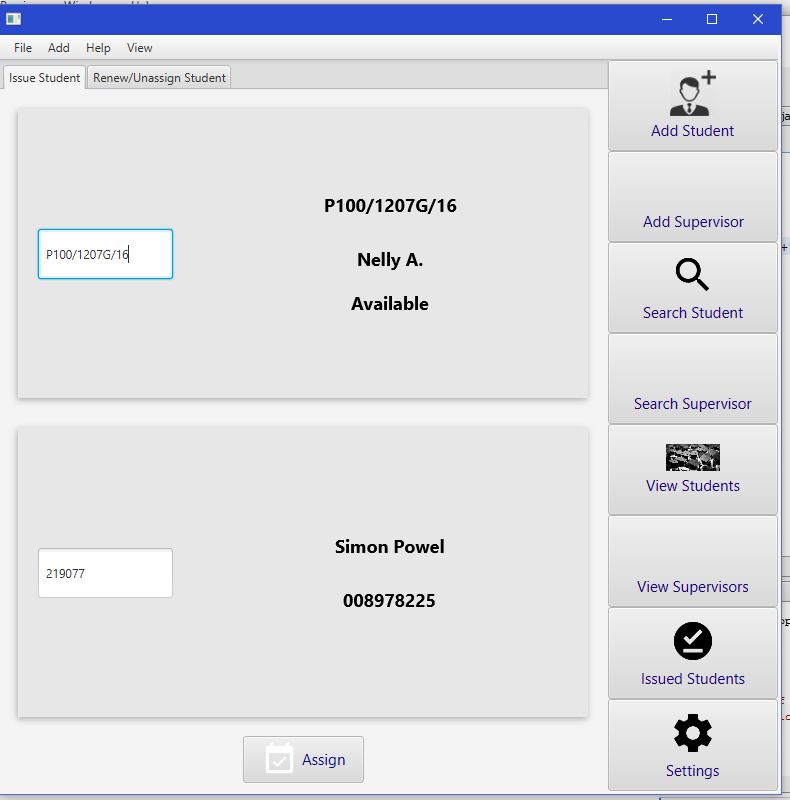 File Add Help View
Issue Student Renew/Unassign Student
P100/1207G/16
P100/1207G/16
Nelly A.
Available
219077
Simon Powel
008978225
Assign
Add Student
Add Supervisor
Search Student
Search Supervisor
View Students
View Supervisors
Issued Students
Settings